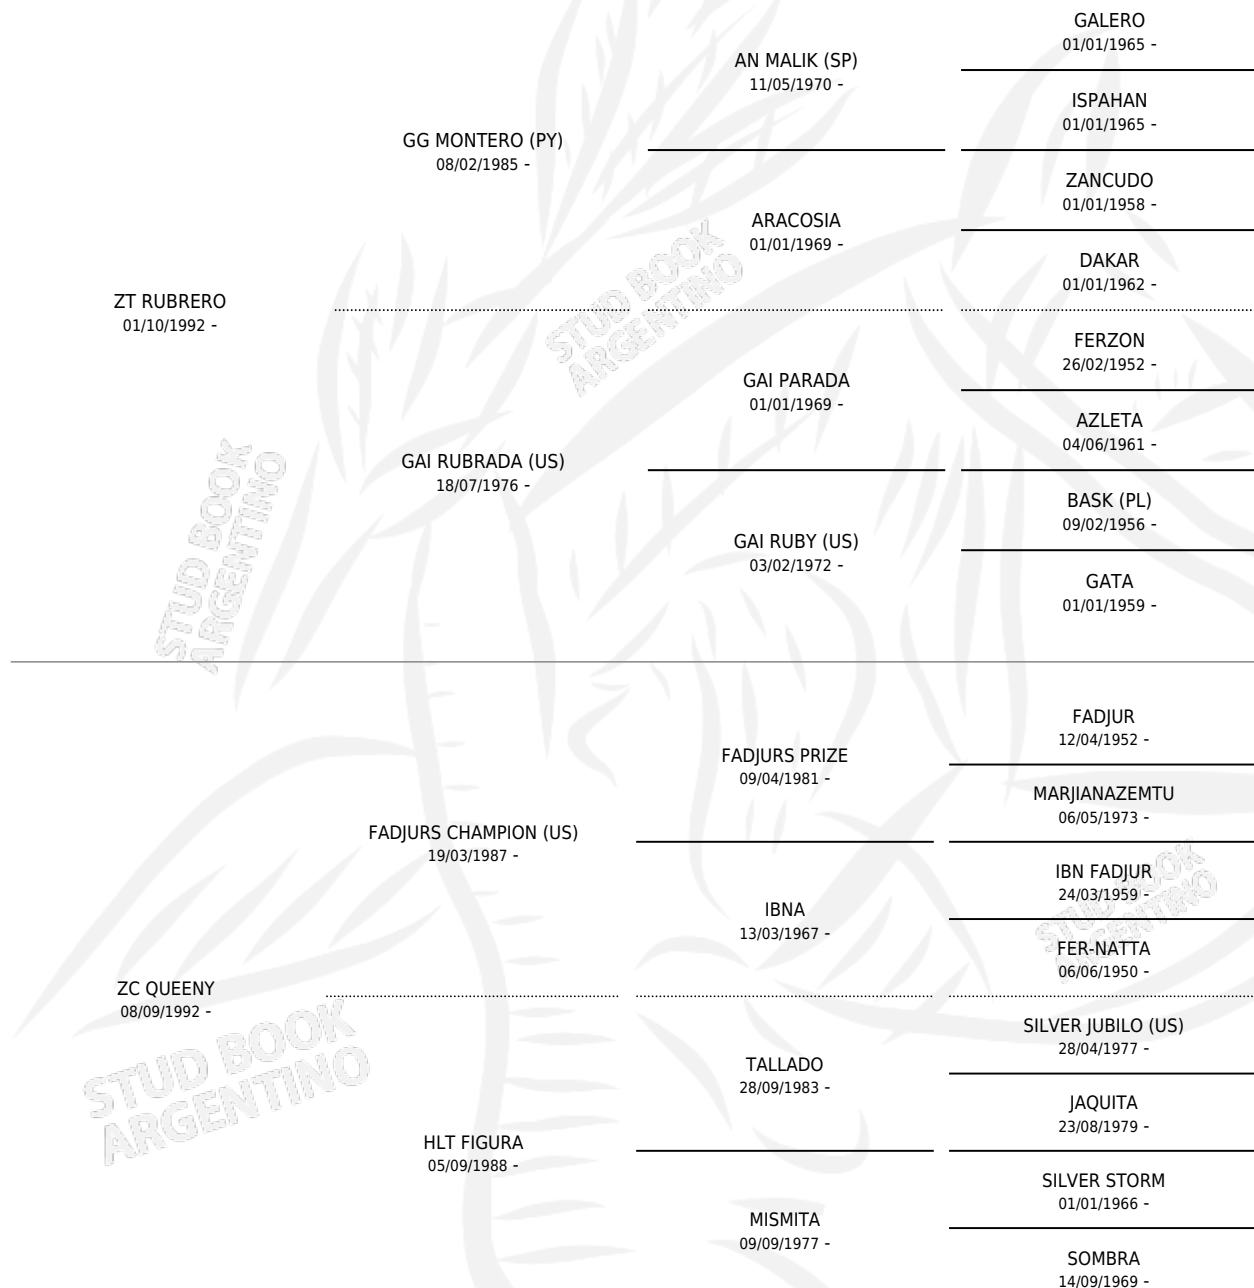 GALERO
01/01/1965 -
AN MALIK (SP)
11/05/1970 -
ISPAHAN
01/01/1965 -
GG MONTERO (PY)
08/02/1985 -
ZANCUDO
01/01/1958 -
ARACOSIA
01/01/1969 -
DAKAR
01/01/1962 -
ZT RUBRERO
01/10/1992 -
FERZON
26/02/1952 -
GAI PARADA
01/01/1969 -
AZLETA
04/06/1961 -
GAI RUBRADA (US)
18/07/1976 -
BASK (PL)
09/02/1956 -
GAI RUBY (US)
03/02/1972 -
GATA
01/01/1959 -
FADJUR
12/04/1952 -
FADJURS PRIZE
09/04/1981 -
MARJIANAZEMTU
06/05/1973 -
FADJURS CHAMPION (US)
19/03/1987 -
IBN FADJUR
24/03/1959 -
IBNA
13/03/1967 -
FER-NATTA
06/06/1950 -
ZC QUEENY
08/09/1992 -
SILVER JUBILO (US)
28/04/1977 -
TALLADO
28/09/1983 -
JAQUITA
23/08/1979 -
HLT FIGURA
05/09/1988 -
SILVER STORM
01/01/1966 -
MISMITA
09/09/1977 -
SOMBRA
14/09/1969 -
STUD BOOK
ARGENTINO
STUD BOOK
ARGENTINO
STUD BOOK
ARGENTINO
STUD BOOK
ARGENTINO